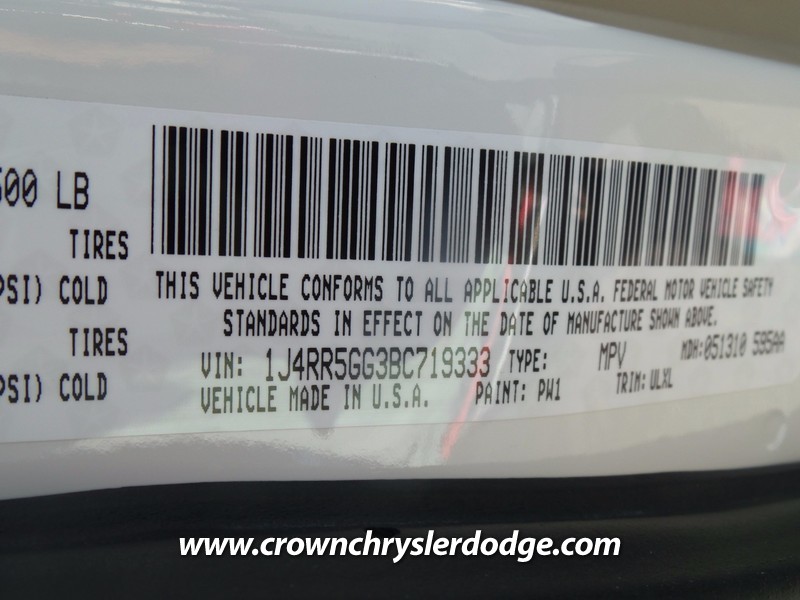 500 LB
TIRES
PSI) COLD
TIRES
PSI) COLD
THIS VEHICLE CONFORMS TO ALL APPLICABLE U.S.A. FEDERAL MOTOR VEHICLE SAFETY
STANDARDS IN EFFECT ON THE DATE OF MANUFACTURE SHOWN ABOVE.
VIN: 1J4RR5GG3BC719333 TYPE: MPV MDH:051310 595AA
VEHICLE MADE IN U.S.A. PAINT: PW1 TRIM: ULXL
www.crownchryslerdodge.com